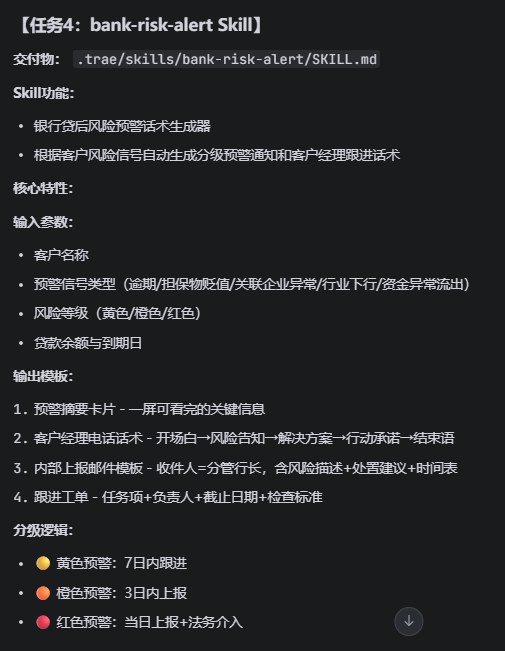 【任务4：bank-risk-alert Skill】
交付物： .trae/skills/bank-risk-alert/SKILL.md
Skill功能：
• 银行贷后风险预警话术生成器
• 根据客户风险信号自动生成分级预警通知和客户经理跟进话术
核心特性：
输入参数：
• 客户名称
• 预警信号类型（逾期/担保物贬值/关联企业异常/行业下行/资金异常流出）
• 风险等级（黄色/橙色/红色）
• 贷款余额与到期日
输出模板：
1. 预警摘要卡片 - 一屏可看完的关键信息
2. 客户经理电话话术 - 开场白→风险告知→解决方案→行动承诺→结束语
3. 内部上报邮件模板 - 收件人=分管行长，含风险描述+处置建议+时间表
4. 跟进工单 - 任务项+负责人+截止日期+检查标准
分级逻辑：
• 🟡 黄色预警：7日内跟进
• 🟠 橙色预警：3日内上报
• 🔴 红色预警：当日上报+法务介入